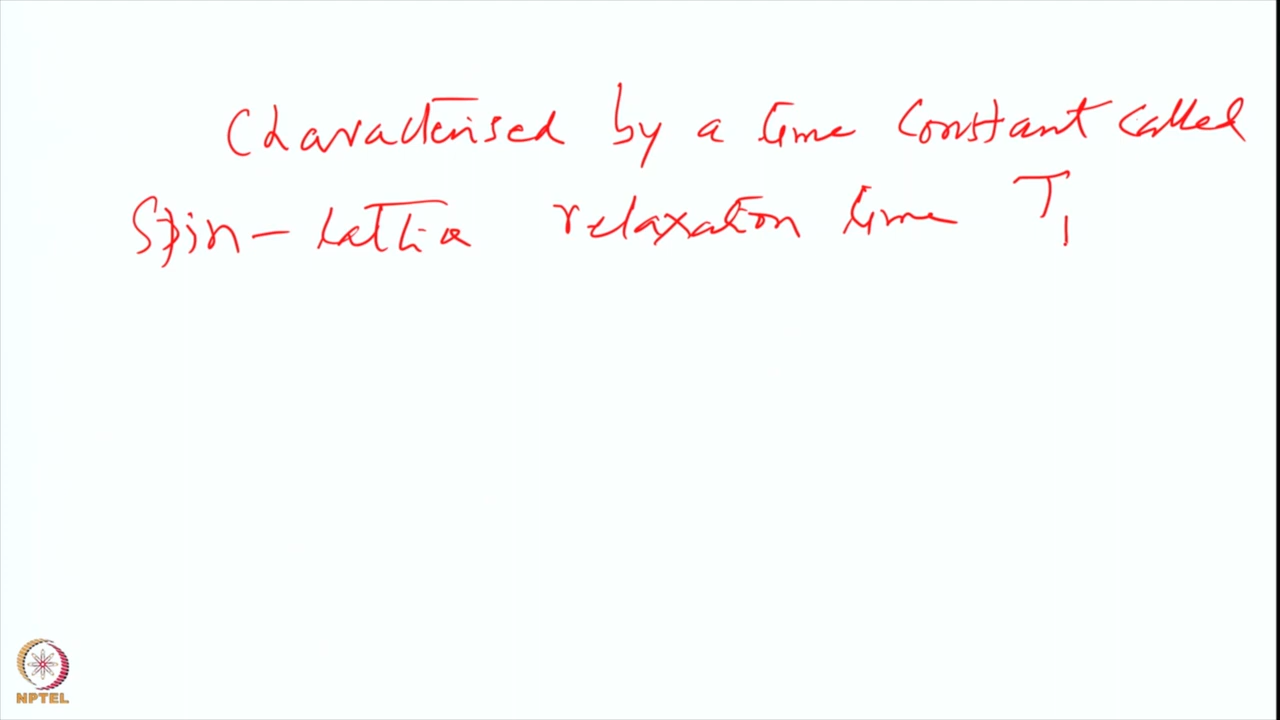 Characterised by a time constant called
Spin-Lattice relaxation time T₁
NPTEL